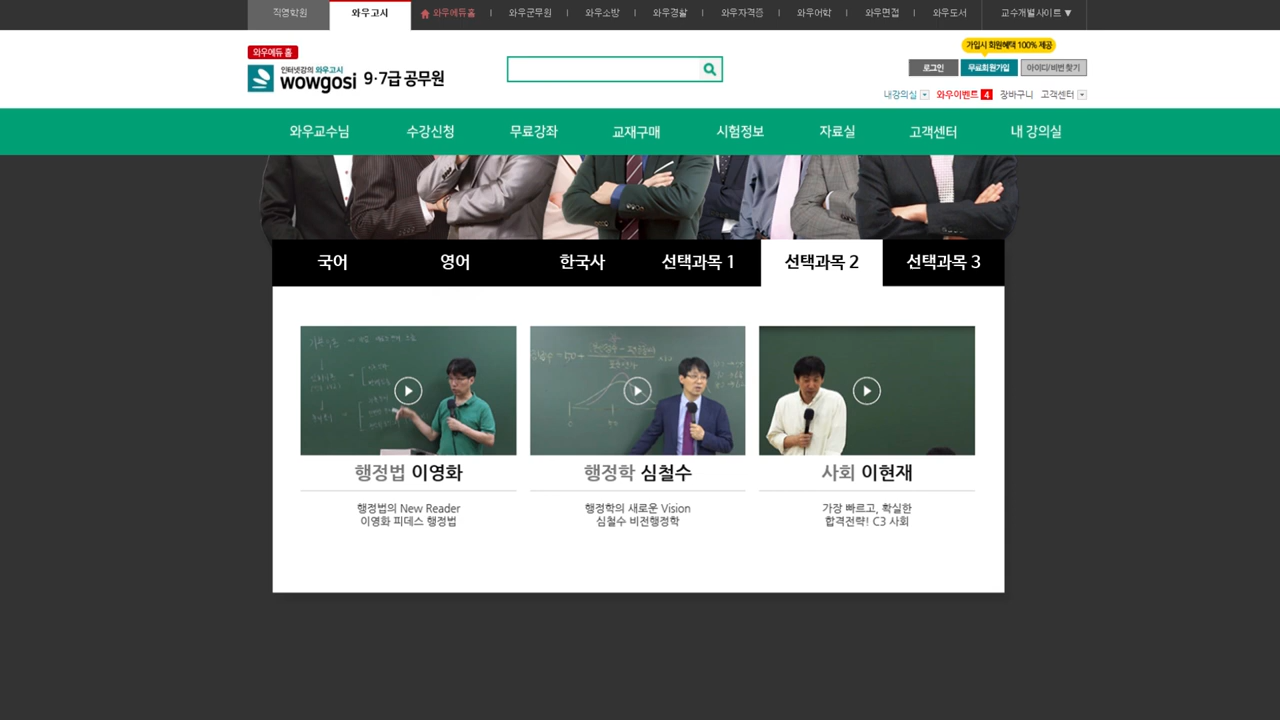 직영학원
와우고시
와우에듀홈
와우군무원
와우소방
와우경찰
와우자격증
와우어학
와우면접
와우도서
교수개별사이트 ▼
와우에듀 홈
인터넷강의 와우고시
wowgosi 9·7급 공무원
가입시 회원혜택 100% 제공
로그인
무료회원가입
아이디/비번 찾기
내강의실
와우이벤트 4
장바구니
고객센터
와우교수님
수강신청
무료강좌
교재구매
시험정보
자료실
고객센터
내 강의실
국어
영어
한국사
선택과목 1
선택과목 2
선택과목 3
행정법 이영화
행정법의 New Reader
이영화 피데스 행정법
행정학 심철수
행정학의 새로운 Vision
심철수 비전행정학
사회 이현재
가장 빠르고, 확실한
합격전략! C3 사회